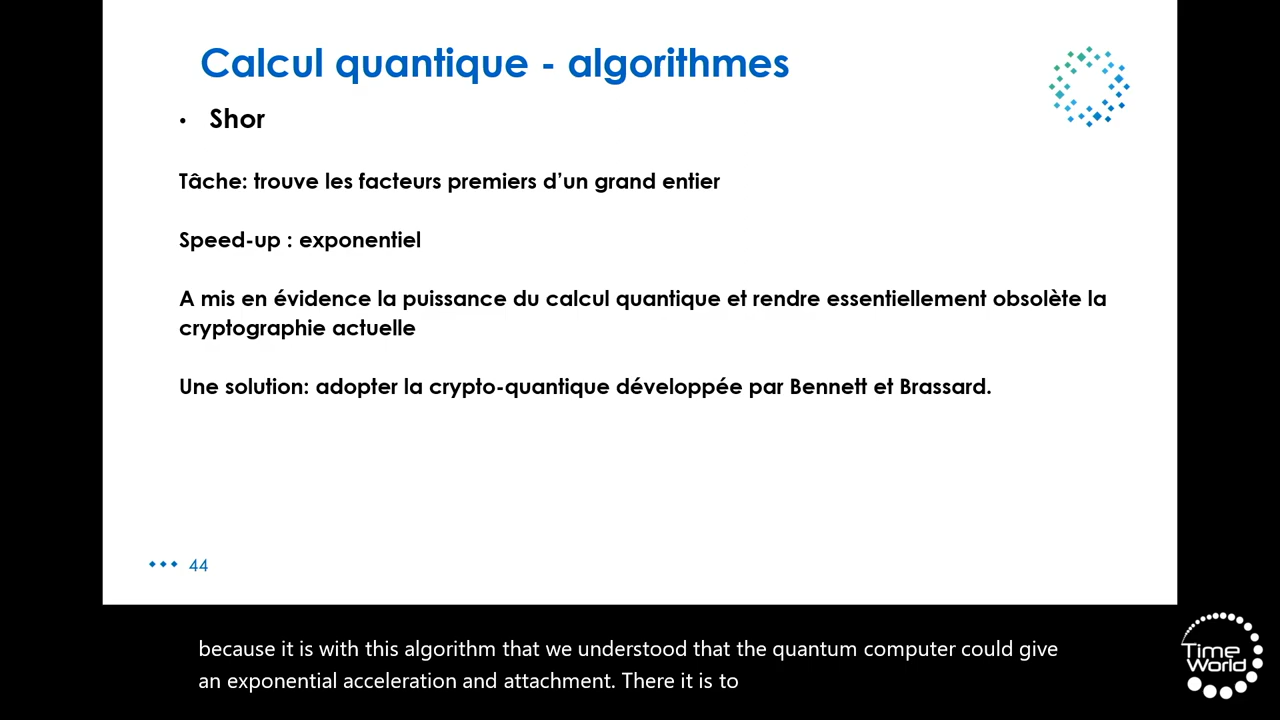 Calcul quantique - algorithmes
• Shor
Tâche: trouve les facteurs premiers d’un grand entier
Speed-up : exponentiel
A mis en évidence la puissance du calcul quantique et rendre essentiellement obsolète la
cryptographie actuelle
Une solution: adopter la crypto-quantique développée par Bennett et Brassard.
44
because it is with this algorithm that we understood that the quantum computer could give
an exponential acceleration and attachment. There it is to
Time
World